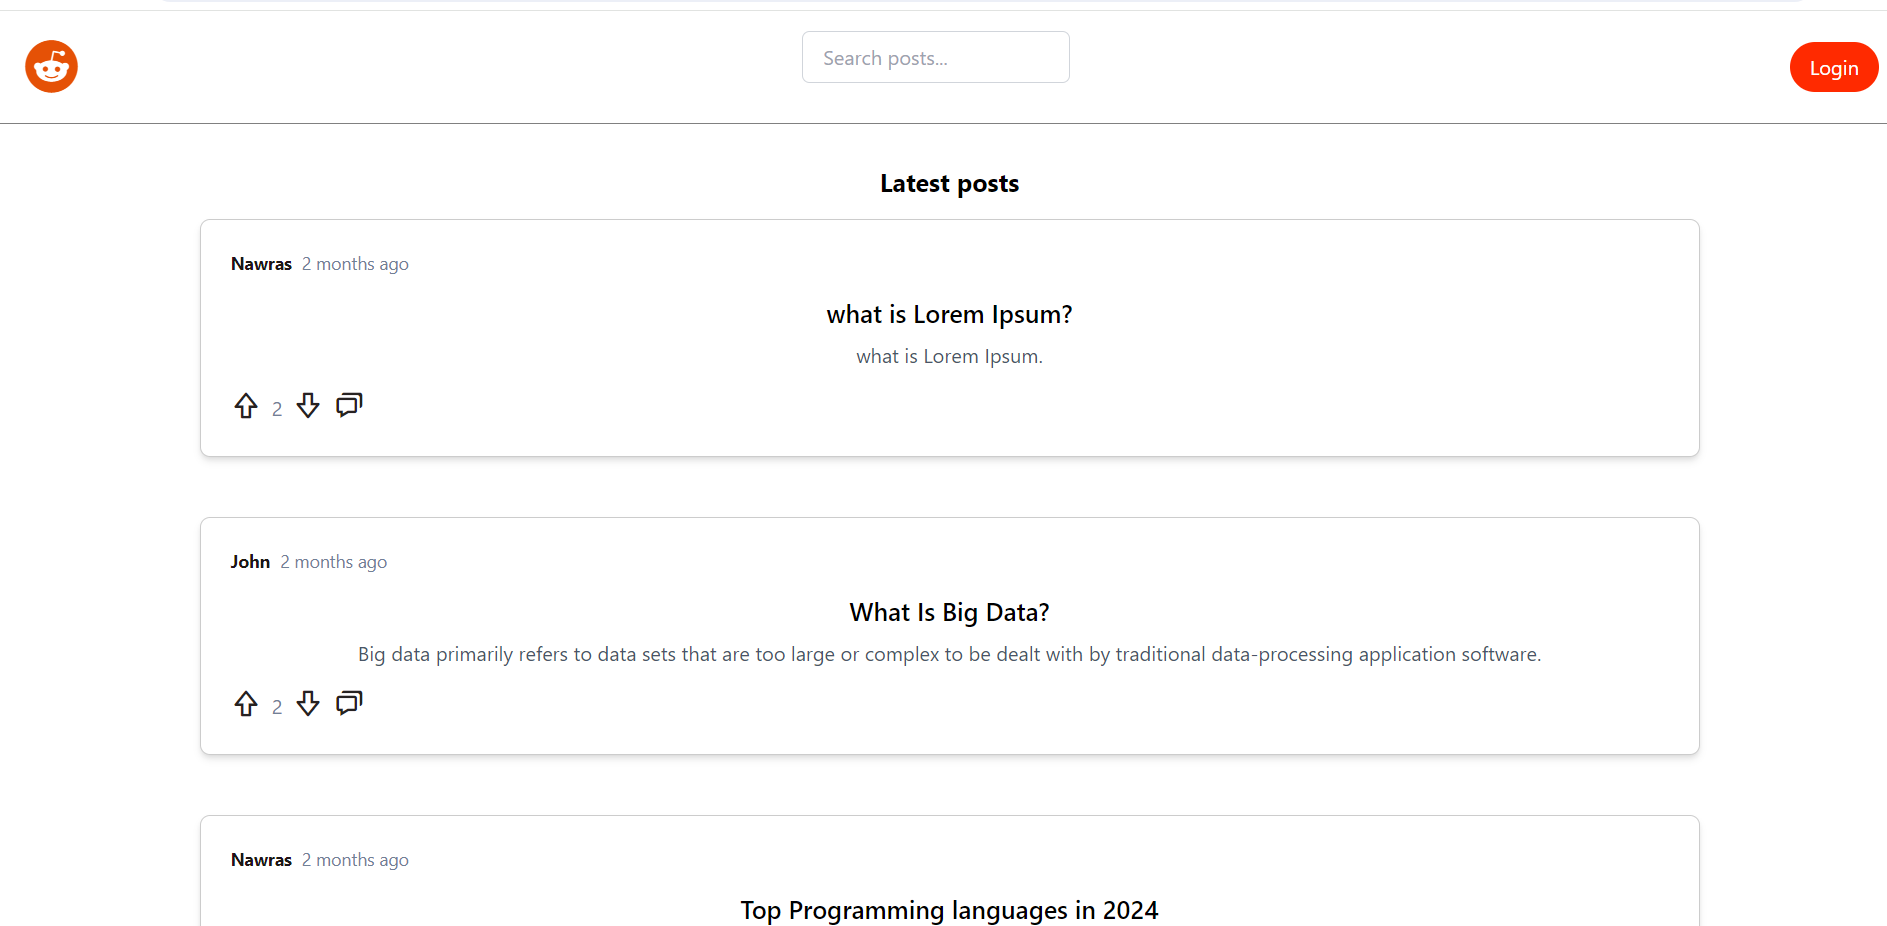 Search posts...
Login
Latest posts
Nawras 2 months ago
what is Lorem Ipsum?
what is Lorem Ipsum.
2
John 2 months ago
What Is Big Data?
Big data primarily refers to data sets that are too large or complex to be dealt with by traditional data-processing application software.
2
Nawras 2 months ago
Top Programming languages in 2024